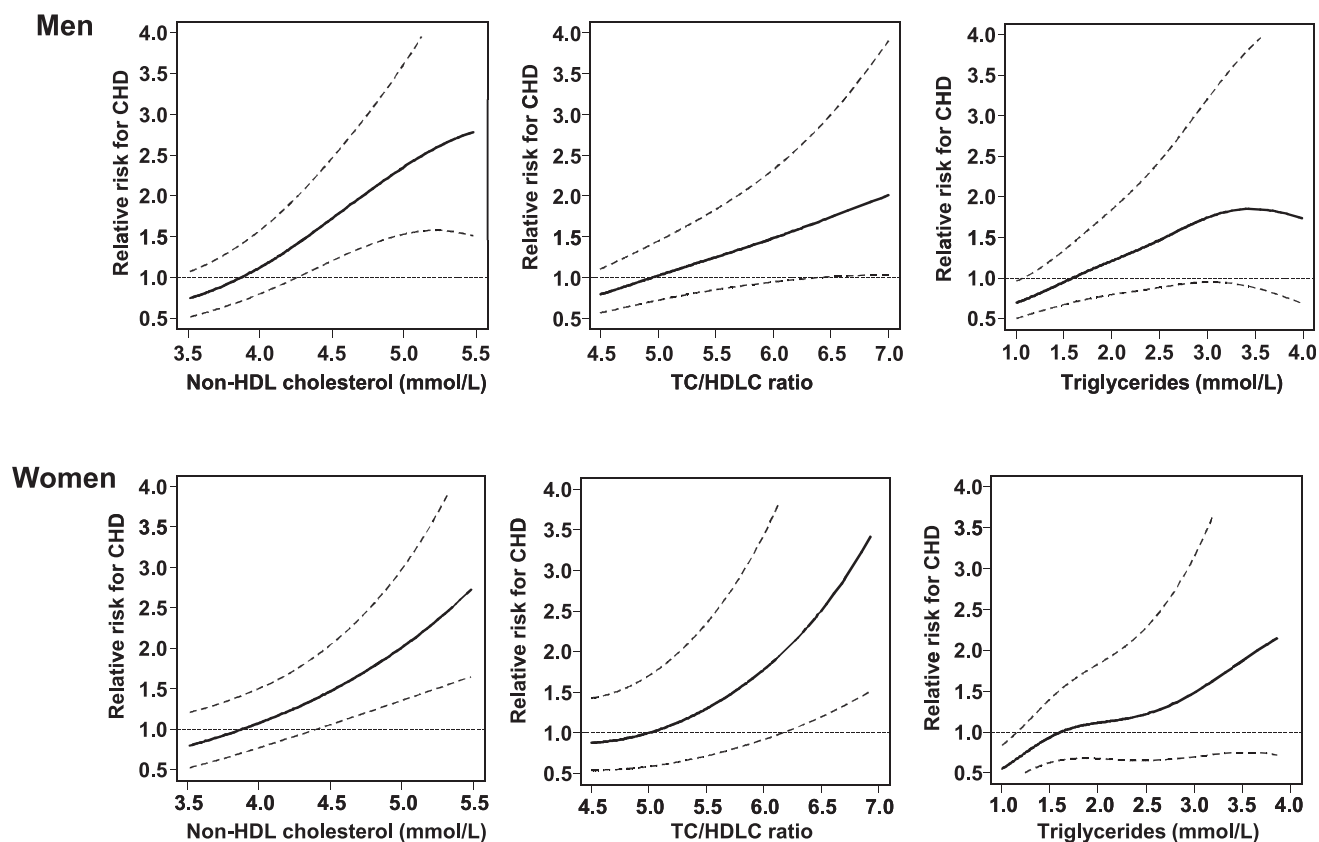 Men
Relative risk for CHD
4.0
3.5
3.0
2.5
2.0
1.5
1.0
0.5
3.5 4.0 4.5 5.0 5.5
Non-HDL cholesterol (mmol/L)
Relative risk for CHD
4.0
3.5
3.0
2.5
2.0
1.5
1.0
0.5
4.5 5.0 5.5 6.0 6.5 7.0
TC/HDLC ratio
Relative risk for CHD
4.0
3.5
3.0
2.5
2.0
1.5
1.0
0.5
1.0 1.5 2.0 2.5 3.0 3.5 4.0
Triglycerides (mmol/L)
Women
Relative risk for CHD
4.0
3.5
3.0
2.5
2.0
1.5
1.0
0.5
3.5 4.0 4.5 5.0 5.5
Non-HDL cholesterol (mmol/L)
Relative risk for CHD
4.0
3.5
3.0
2.5
2.0
1.5
1.0
0.5
4.5 5.0 5.5 6.0 6.5 7.0
TC/HDLC ratio
Relative risk for CHD
4.0
3.5
3.0
2.5
2.0
1.5
1.0
0.5
1.0 1.5 2.0 2.5 3.0 3.5 4.0
Triglycerides (mmol/L)